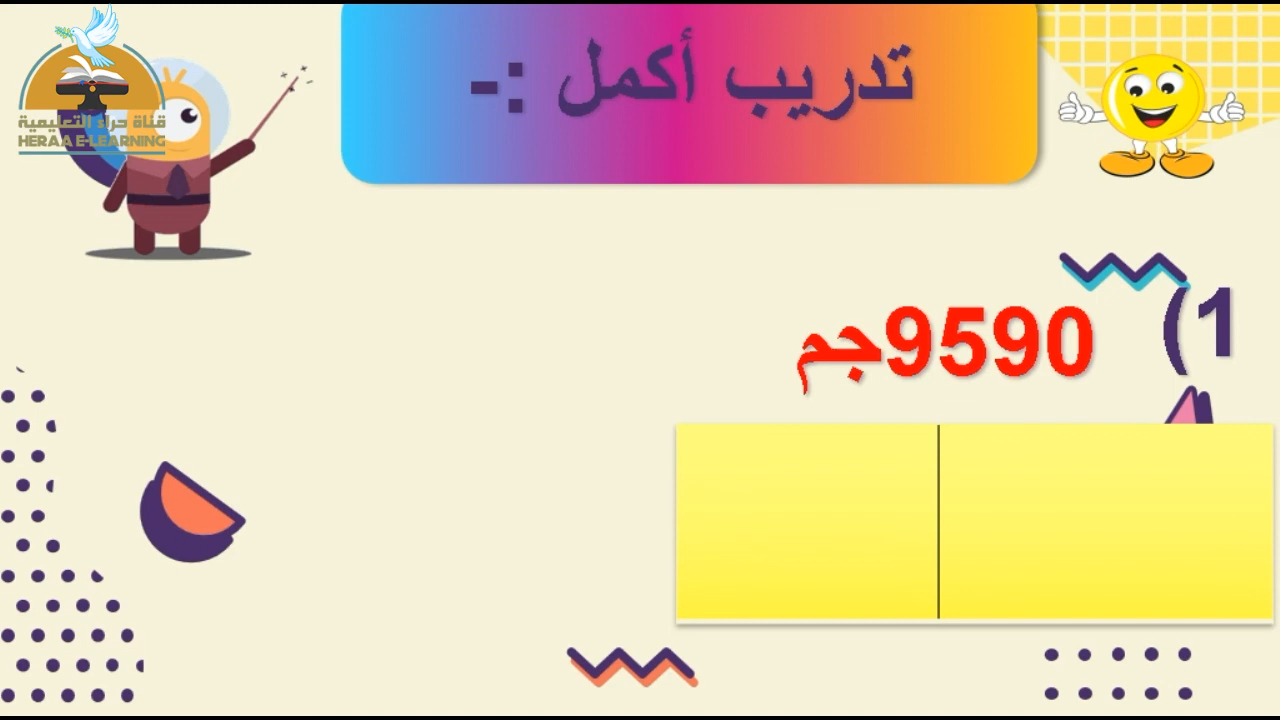 قناة حراء التعليمية
HERAA E-LEARNING
تدريب أكمل :-
1) 9590جم